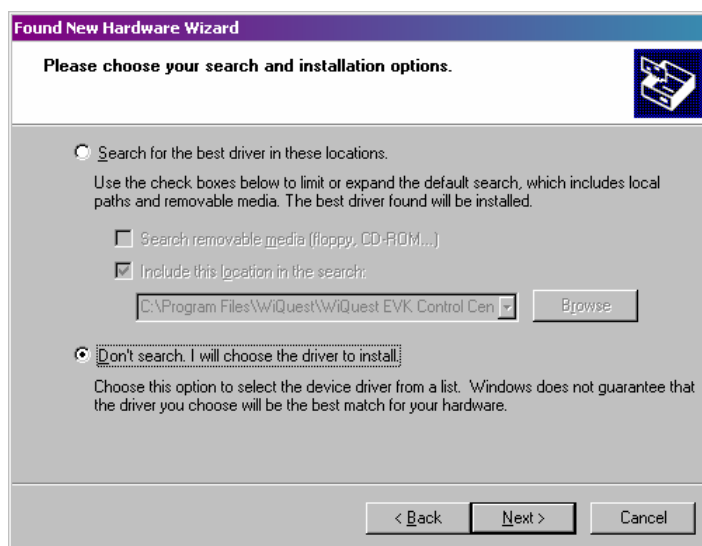 Found New Hardware Wizard
Please choose your search and installation options.
Search for the best driver in these locations.
Use the check boxes below to limit or expand the default search, which includes local
paths and removable media. The best driver found will be installed.
Search removable media (floppy, CD-ROM...)
Include this location in the search:
C:\Program Files\WiQuest\WiQuest EVK Control Cen
Browse
Don't search. I will choose the driver to install.
Choose this option to select the device driver from a list. Windows does not guarantee that
the driver you choose will be the best match for your hardware.
< Back
Next >
Cancel